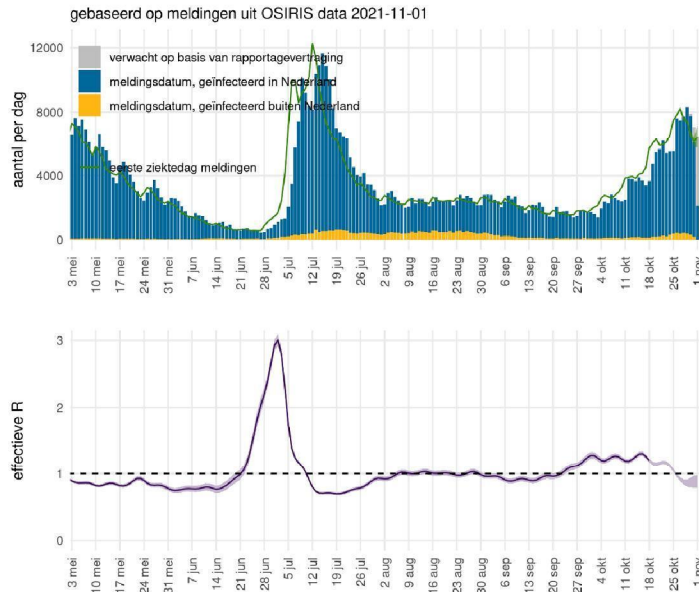 gebaseerd op meldingen uit OSIRIS data 2021-11-01
12000
8000
4000
0
aantal per dag
verwacht op basis van rapportagevertraging
meldingsdatum, geïnfecteerd in Nederland
meldingsdatum, geïnfecteerd buiten Nederland
eerste ziektedag meldingen
3 mei
10 mei
17 mei
24 mei
31 mei
7 jun
14 jun
21 jun
28 jun
5 jul
12 jul
19 jul
26 jul
2 aug
9 aug
16 aug
23 aug
30 aug
6 sep
13 sep
20 sep
27 sep
4 okt
11 okt
18 okt
25 okt
1 nov
3
2
1
0
effectieve R
3 mei
10 mei
17 mei
24 mei
31 mei
7 jun
14 jun
21 jun
28 jun
5 jul
12 jul
19 jul
26 jul
2 aug
9 aug
16 aug
23 aug
30 aug
6 sep
13 sep
20 sep
27 sep
4 okt
11 okt
18 okt
25 okt
1 nov